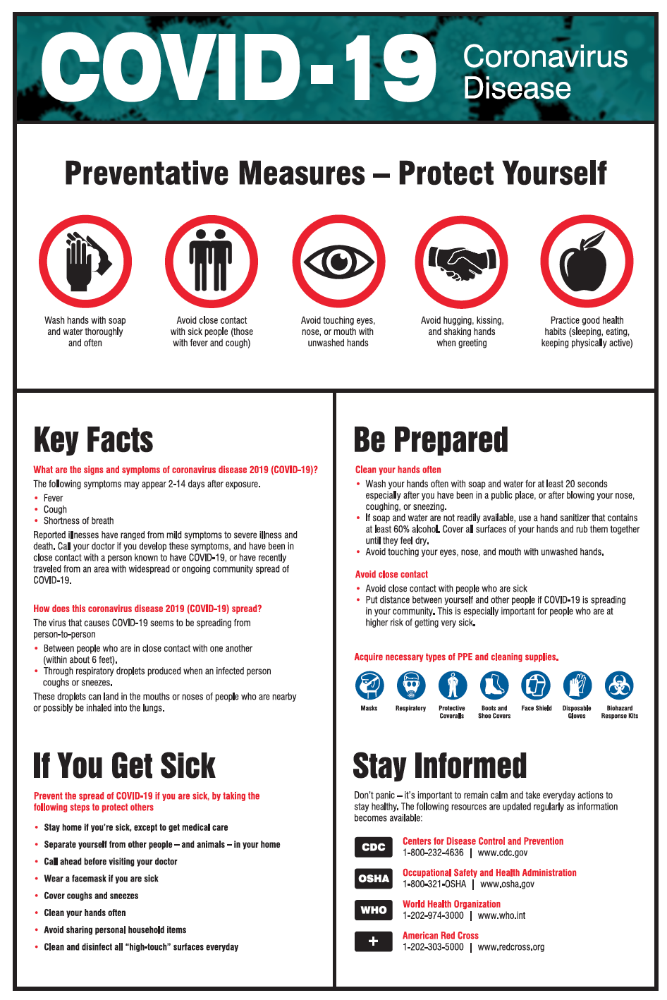 COVID-19
Coronavirus
Disease
Preventative Measures – Protect Yourself
Wash hands with soap
and water thoroughly
and often
Avoid close contact
with sick people (those
with fever and cough)
Avoid touching eyes,
nose, or mouth with
unwashed hands
Avoid hugging, kissing,
and shaking hands
when greeting
Practice good health
habits (sleeping, eating,
keeping physically active)
Key Facts
What are the signs and symptoms of coronavirus disease 2019 (COVID-19)?
The following symptoms may appear 2-14 days after exposure.
• Fever
• Cough
• Shortness of breath
Reported illnesses have ranged from mild symptoms to severe illness and
death. Call your doctor if you develop these symptoms, and have been in
close contact with a person known to have COVID-19, or have recently
traveled from an area with widespread or ongoing community spread of
COVID-19.
How does this coronavirus disease 2019 (COVID-19) spread?
The virus that causes COVID-19 seems to be spreading from
person-to-person
• Between people who are in close contact with one another
(within about 6 feet).
• Through respiratory droplets produced when an infected person
coughs or sneezes.
These droplets can land in the mouths or noses of people who are nearby
or possibly be inhaled into the lungs.
Be Prepared
Clean your hands often
• Wash your hands often with soap and water for at least 20 seconds
especially after you have been in a public place, or after blowing your nose,
coughing, or sneezing.
• If soap and water are not readily available, use a hand sanitizer that contains
at least 60% alcohol. Cover all surfaces of your hands and rub them together
until they feel dry.
• Avoid touching your eyes, nose, and mouth with unwashed hands.
Avoid close contact
• Avoid close contact with people who are sick
• Put distance between yourself and other people if COVID-19 is spreading
in your community. This is especially important for people who are at
higher risk of getting very sick.
Acquire necessary types of PPE and cleaning supplies.
Masks
Respiratory
Protective
Coveralls
Boots and
Shoe Covers
Face Shield
Disposable
Gloves
Biohazard
Response Kits
If You Get Sick
Prevent the spread of COVID-19 if you are sick, by taking the
following steps to protect others
• Stay home if you're sick, except to get medical care
• Separate yourself from other people – and animals – in your home
• Call ahead before visiting your doctor
• Wear a facemask if you are sick
• Cover coughs and sneezes
• Clean your hands often
• Avoid sharing personal household items
• Clean and disinfect all “high-touch” surfaces everyday
Stay Informed
Don't panic – it's important to remain calm and take everyday actions to
stay healthy. The following resources are updated regularly as information
becomes available:
CDC
Centers for Disease Control and Prevention
1-800-232-4636 | www.cdc.gov
OSHA
Occupational Safety and Health Administration
1-800-321-OSHA | www.osha.gov
WHO
World Health Organization
1-202-974-3000 | www.who.int
American Red Cross
1-202-303-5000 | www.redcross.org